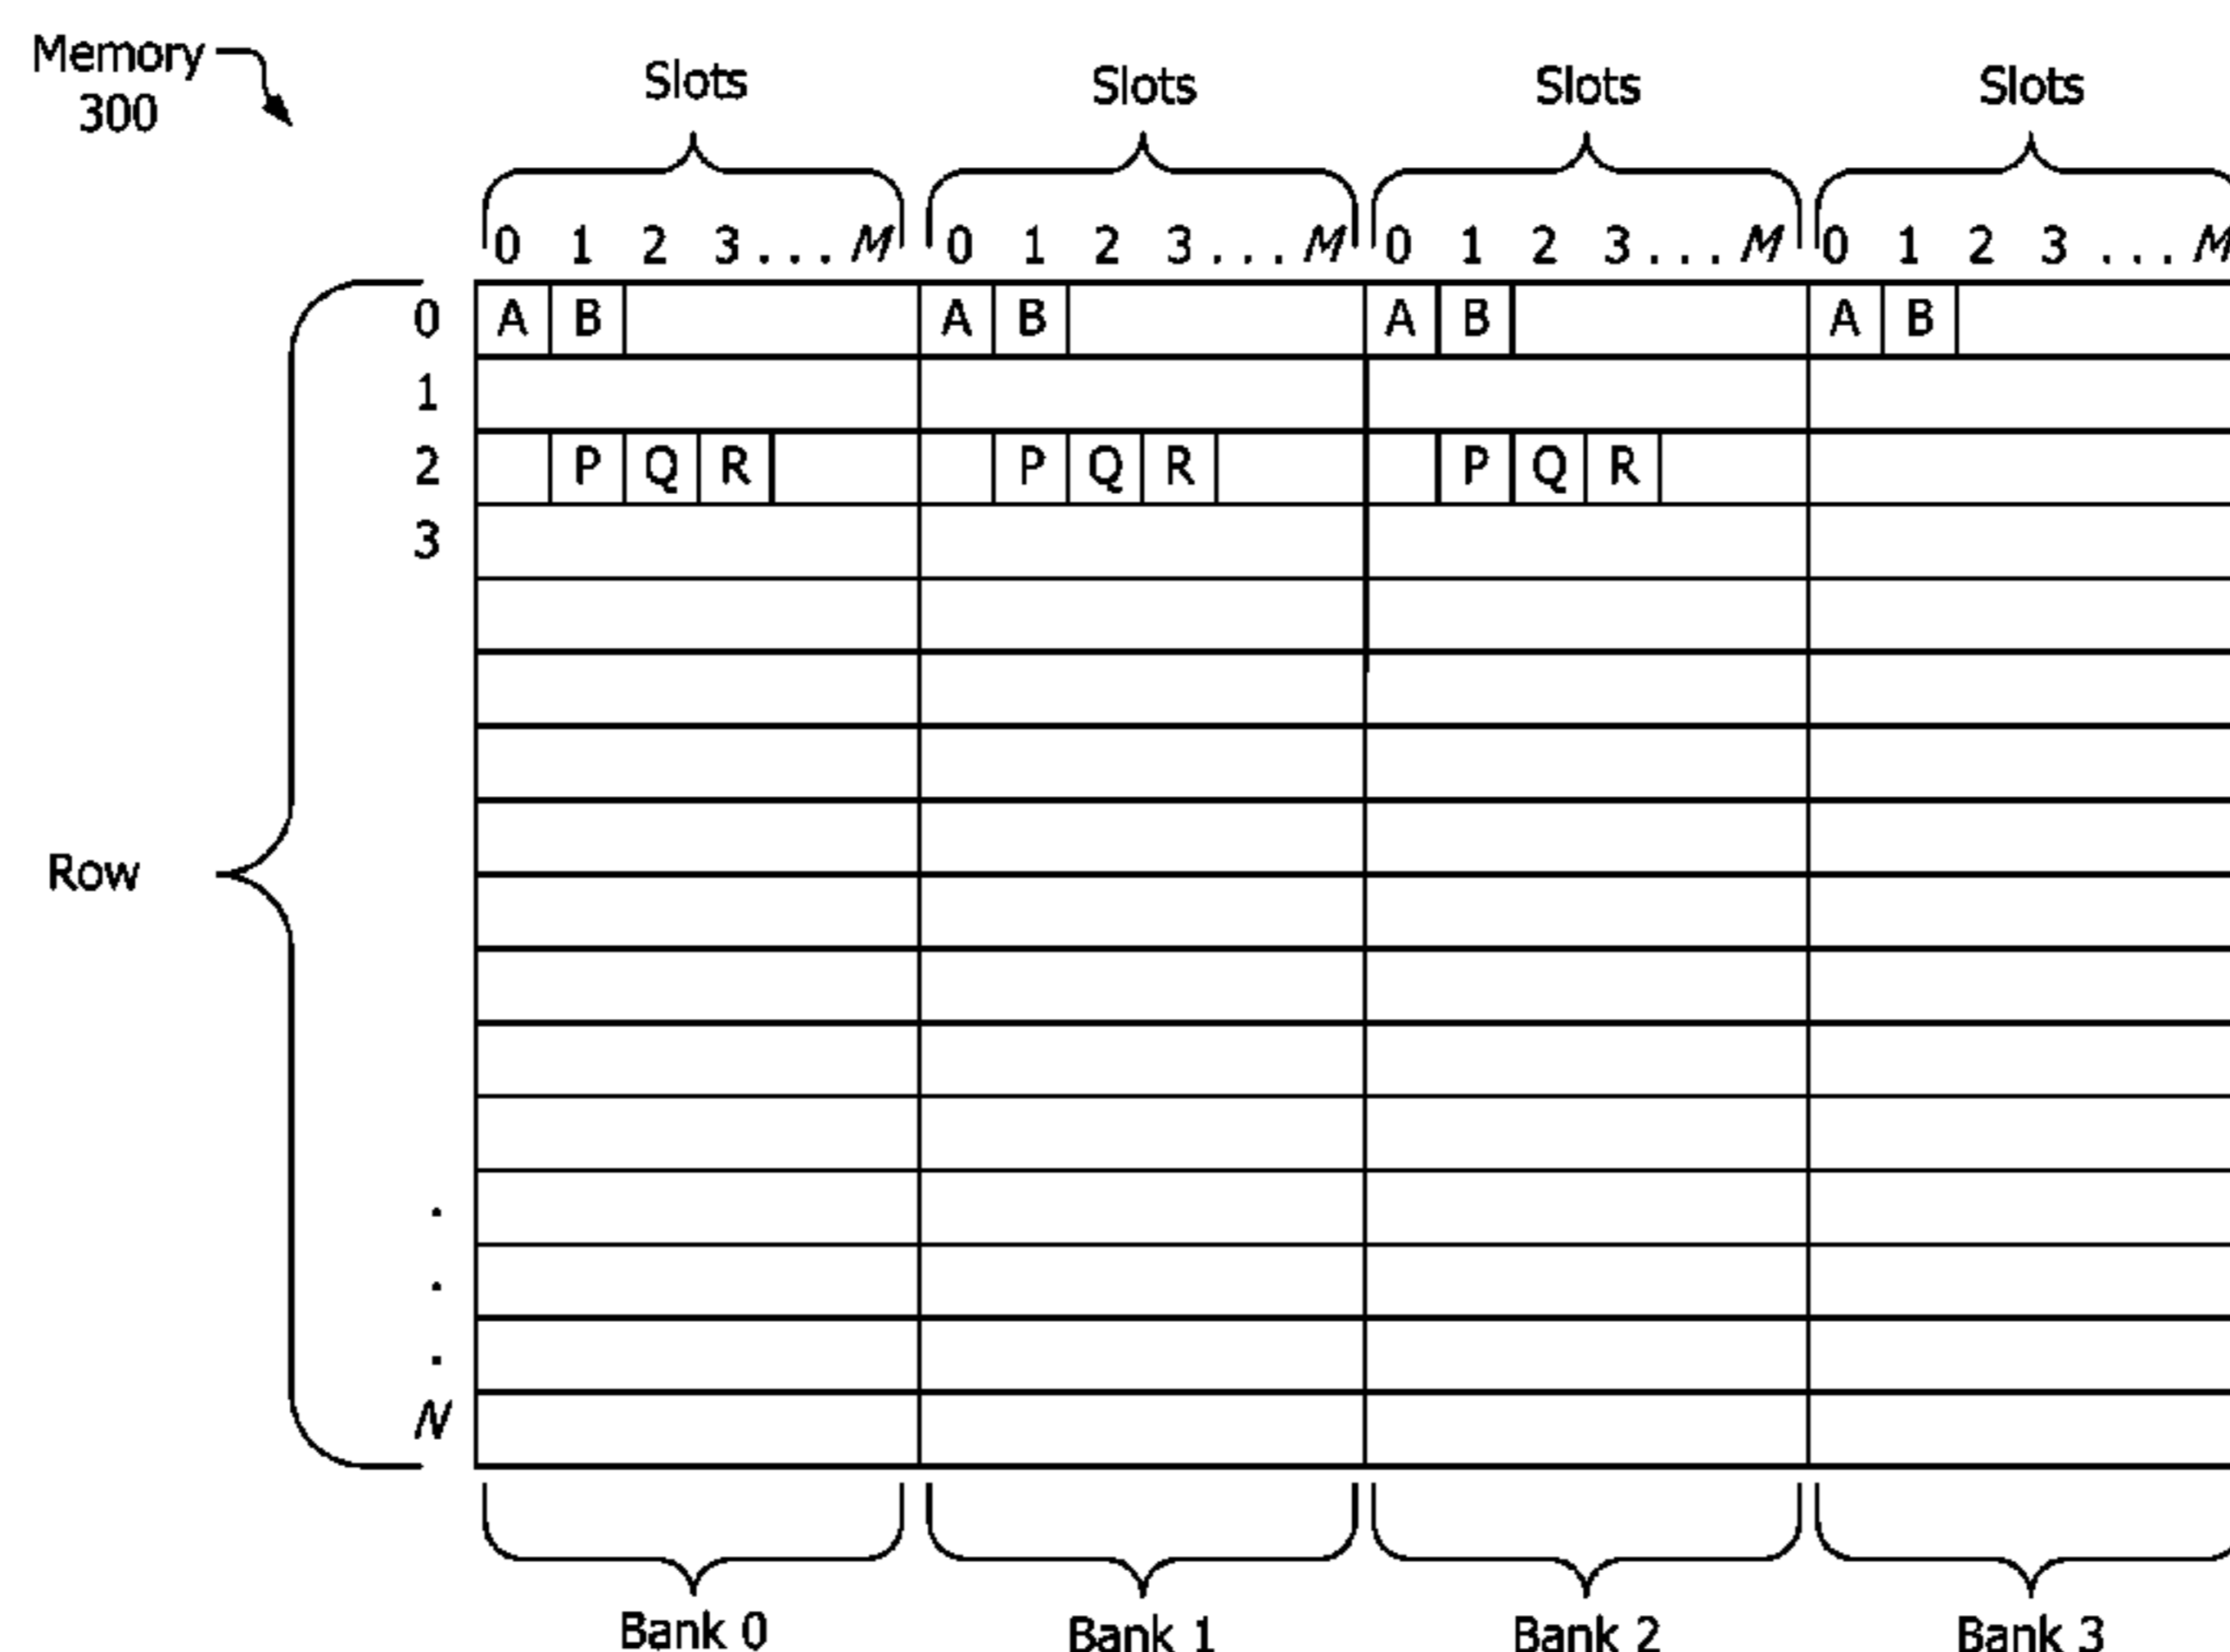 Memory
300
Slots Slots Slots Slots
0 1 2 3 . . . M 0 1 2 3 . . . M 0 1 2 3 . . . M 0 1 2 3 . . . M
0 A B A B A B A B
1
2 P Q R P Q R P Q R
3
Row
.
.
.
N
Bank 0 Bank 1 Bank 2 Bank 3